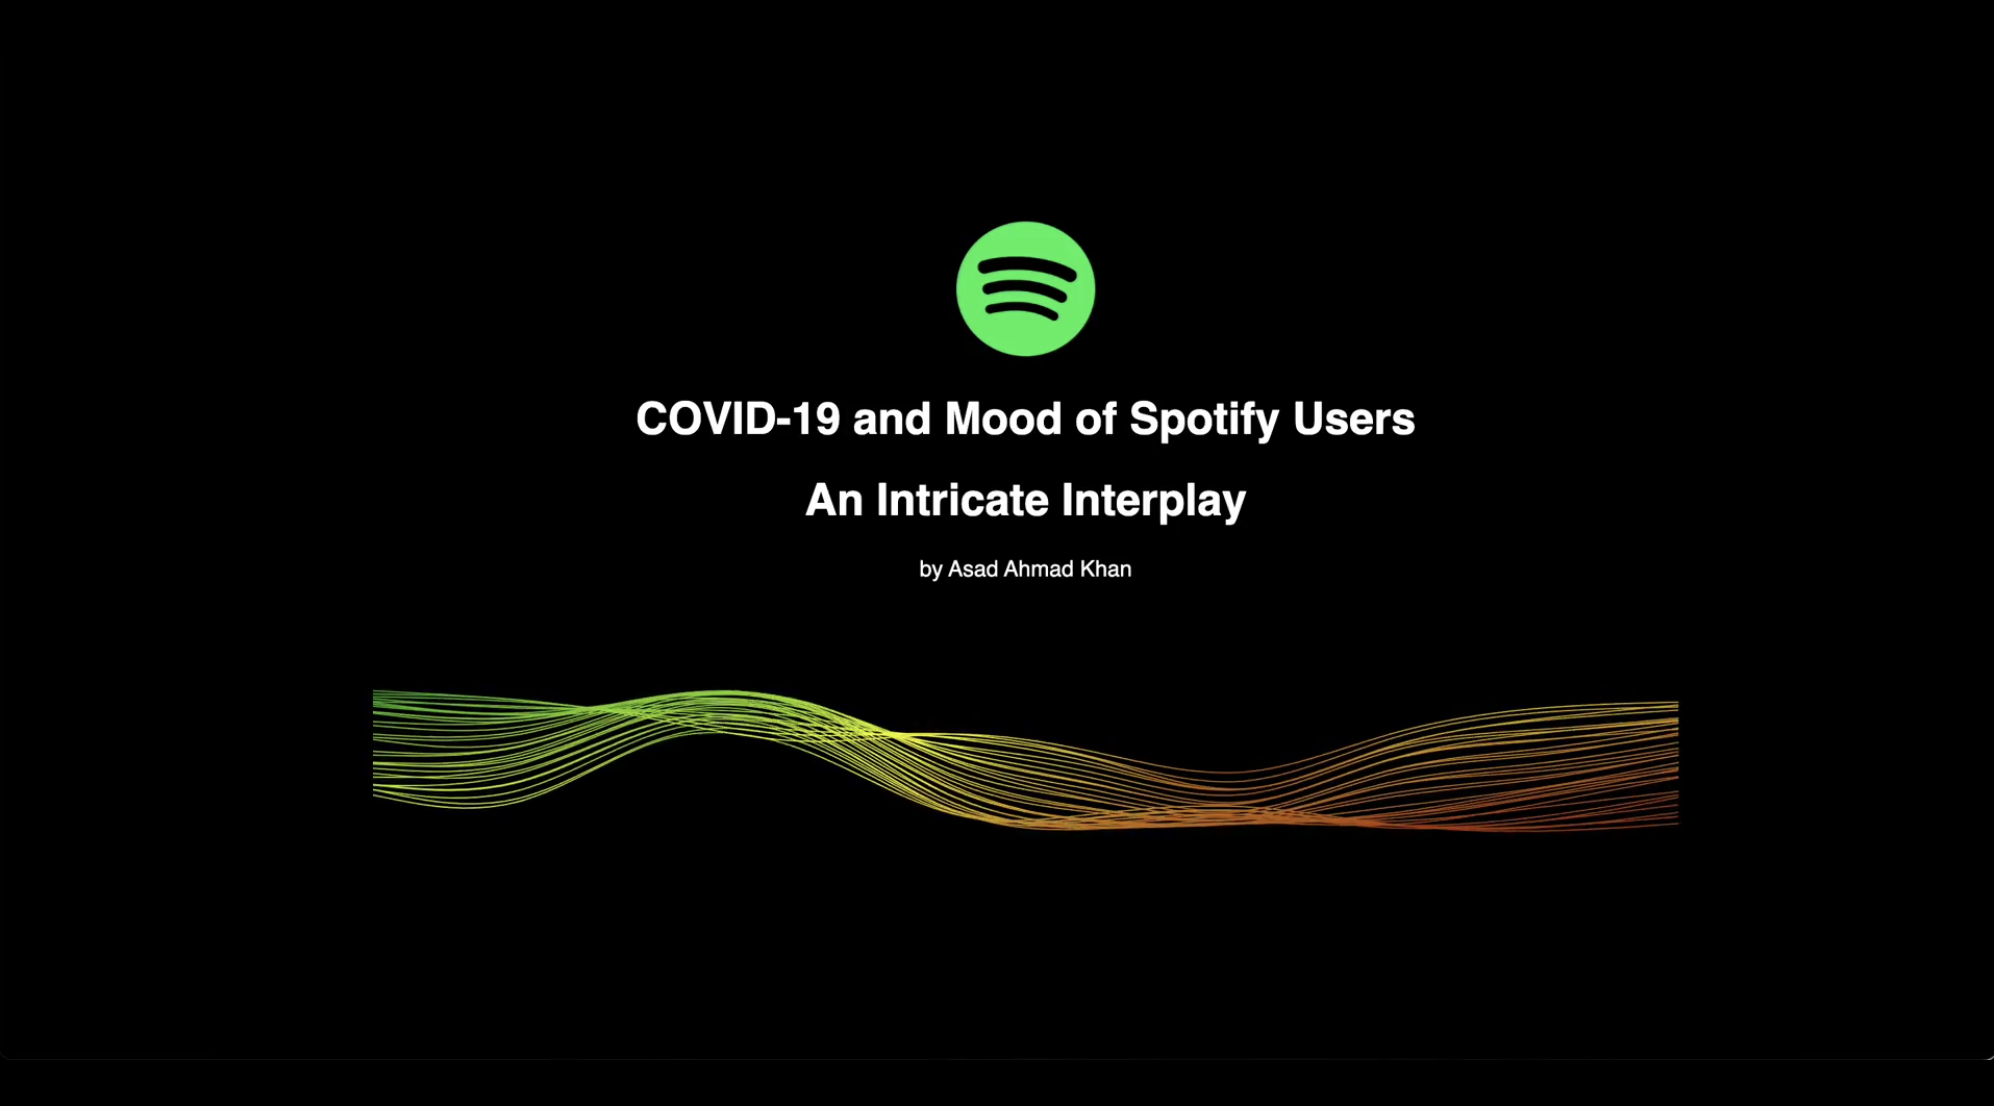 COVID-19 and Mood of Spotify Users
An Intricate Interplay
by Asad Ahmad Khan